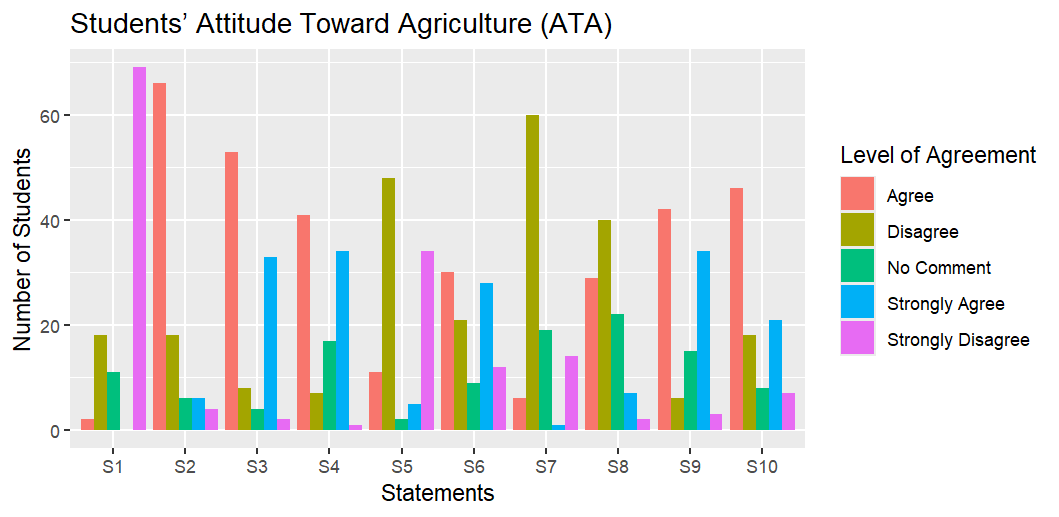 Students’ Attitude Toward Agriculture (ATA)
Number of Students
60
40
20
0
S1 S2 S3 S4 S5 S6 S7 S8 S9 S10
Statements
Level of Agreement
Agree
Disagree
No Comment
Strongly Agree
Strongly Disagree